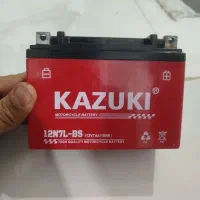 KAZUKI®
MOTORCYCLE BATTERY
12N7L-BS
HIGH QUALITY MOTORCYCLE BATTERY